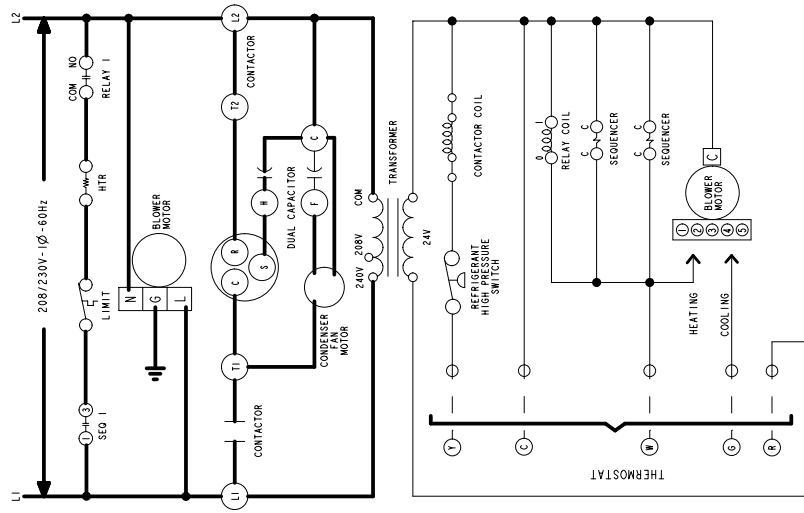 L1
L2
208/230V-1Ø-60Hz
SEQ 1
1
3
LIMIT
HTR
COM
NO
RELAY 1
L
G
N
BLOWER
MOTOR
L1
CONTACTOR
T1
C
R
S
T2
CONTACTOR
L2
CONDENSER
FAN
MOTOR
H
F
C
DUAL CAPACITOR
240V
208V
COM
TRANSFORMER
24V
THERMOSTAT
Y
C
W
G
R
REFRIGERANT
HIGH PRESSURE
SWITCH
CONTACTOR COIL
0
1
RELAY COIL
C
C
SEQUENCER
C
C
SEQUENCER
HEATING
COOLING
1
2
3
4
5
BLOWER
MOTOR
C